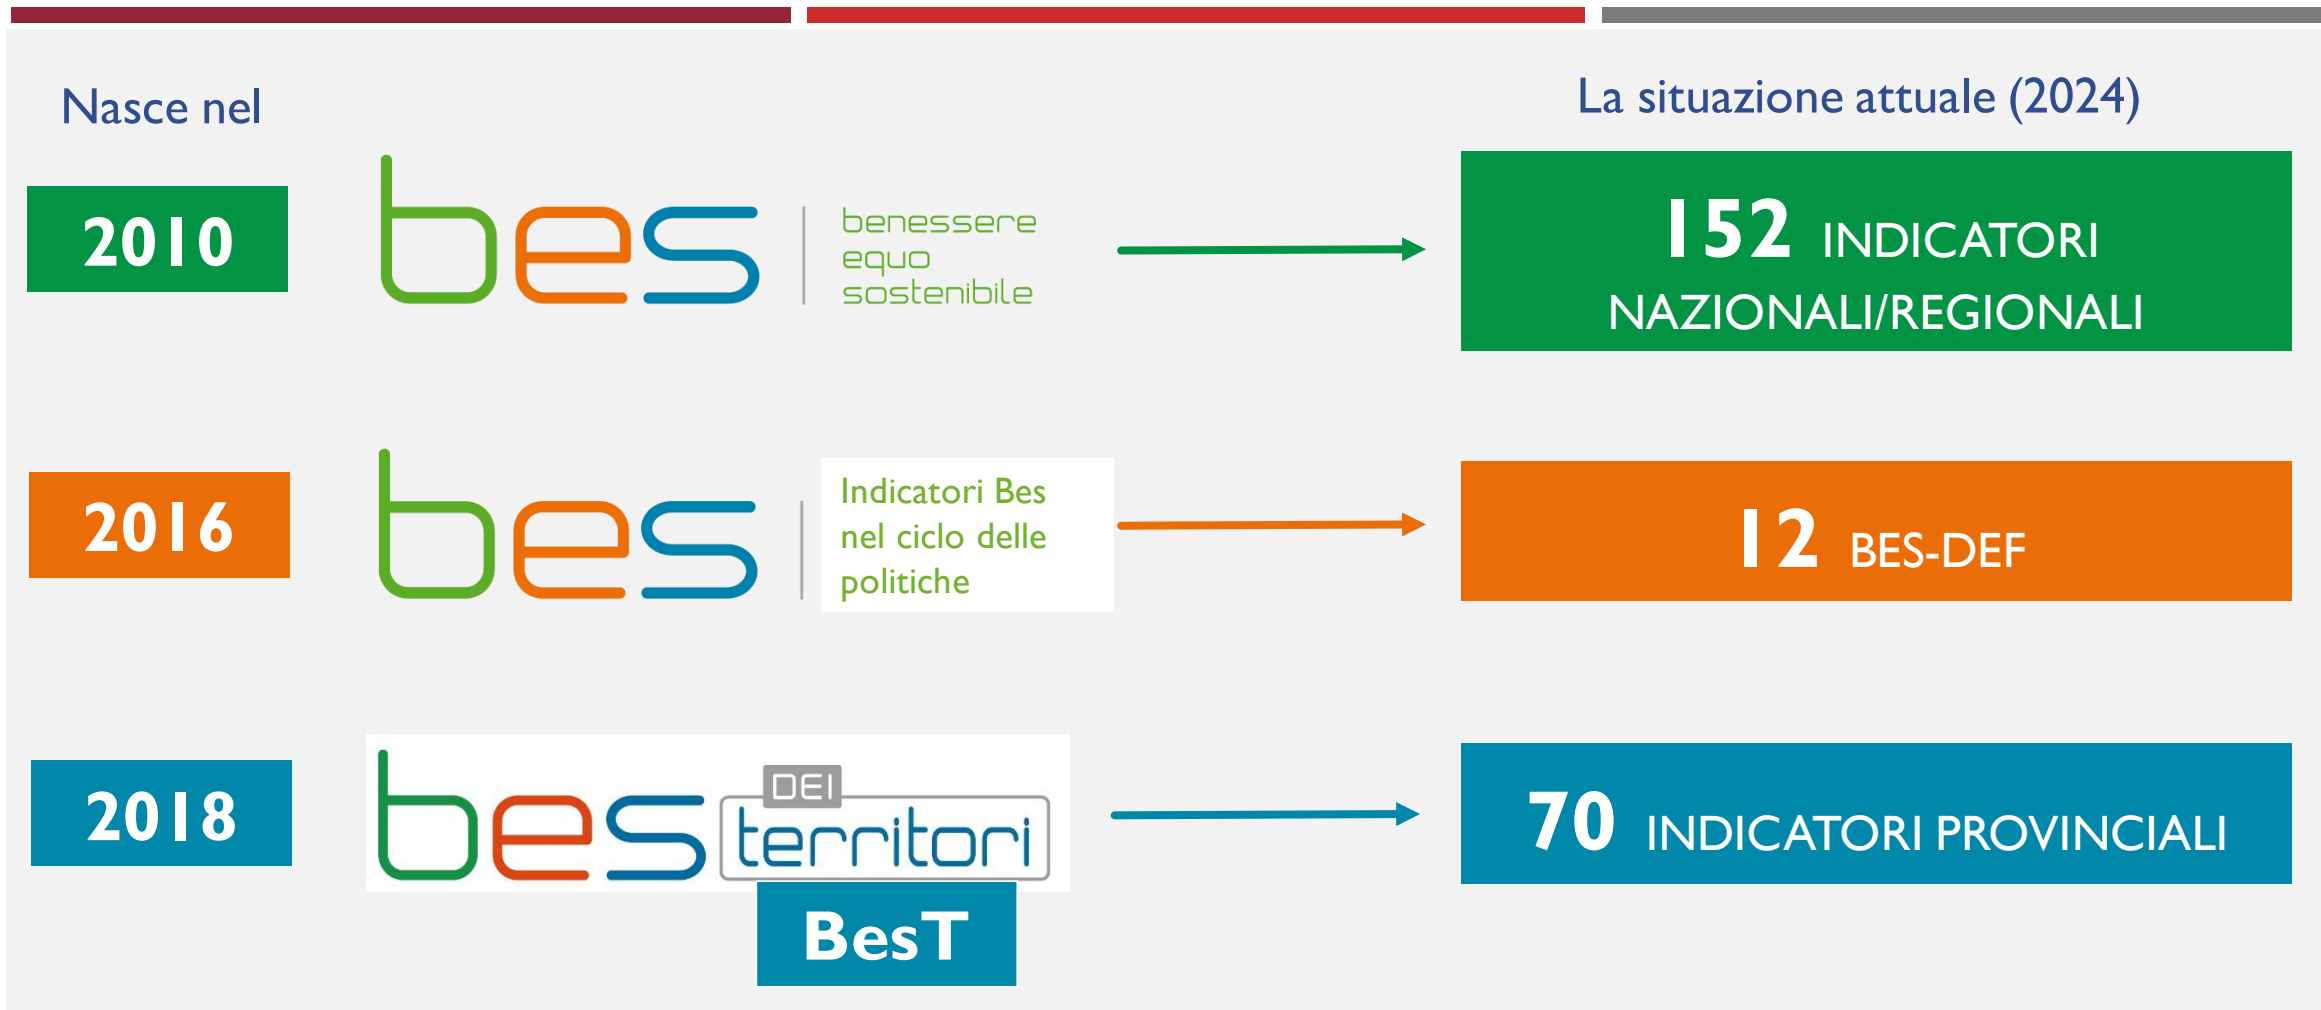 Nasce nel
La situazione attuale (2024)
2010
bes
benessere
equo
sostenibile
152 INDICATORI
NAZIONALI/REGIONALI
2016
bes
Indicatori Bes
nel ciclo delle
politiche
12 BES-DEF
2018
bes
DEI
territori
BesT
70 INDICATORI PROVINCIALI